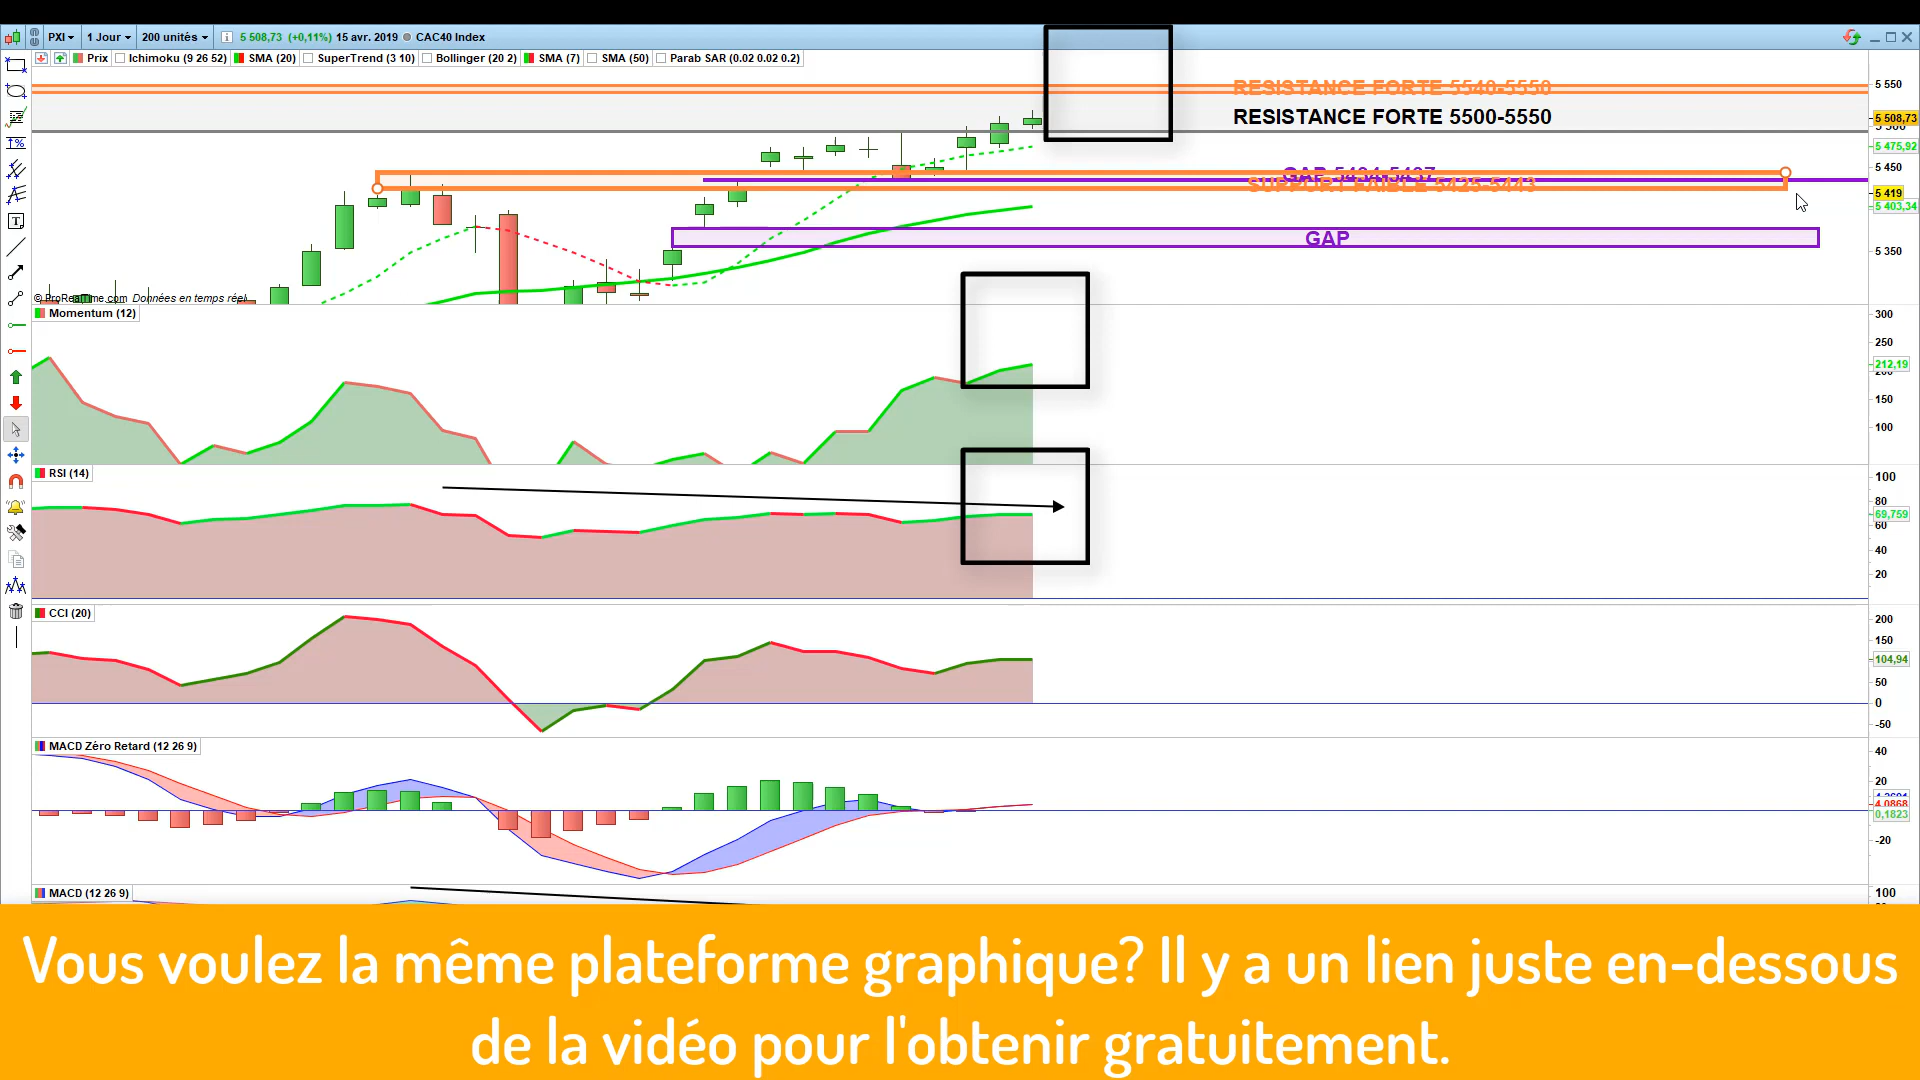 PXI 1 Jour 200 unités 5 508,73 (+0,11%) 15 avr. 2019 CAC40 Index
Prix Ichimoku (9 26 52) SMA (20) SuperTrend (3 10) Bollinger (20 2) SMA (7) SMA (50) Parab SAR (0.02 0.02 0.2)
RESISTANCE FORTE 5540-5550
5 550
RESISTANCE FORTE 5500-5550
5 508,73
5 475,92
5 450
SUPPORT FAIBLE 5425-5443
5 419
5 403,34
GAP
5 350
© ProRealTime.com Données en temps réel
Momentum (12)
300
250
212,19
150
100
RSI (14)
100
80
69,759
60
40
20
CCI (20)
200
150
104,94
50
0
-50
MACD Zéro Retard (12 26 9)
40
20
4,0868
0,1823
-20
MACD (12 26 9)
100
Vous voulez la même plateforme graphique? Il y a un lien juste en-dessous
de la vidéo pour l'obtenir gratuitement.